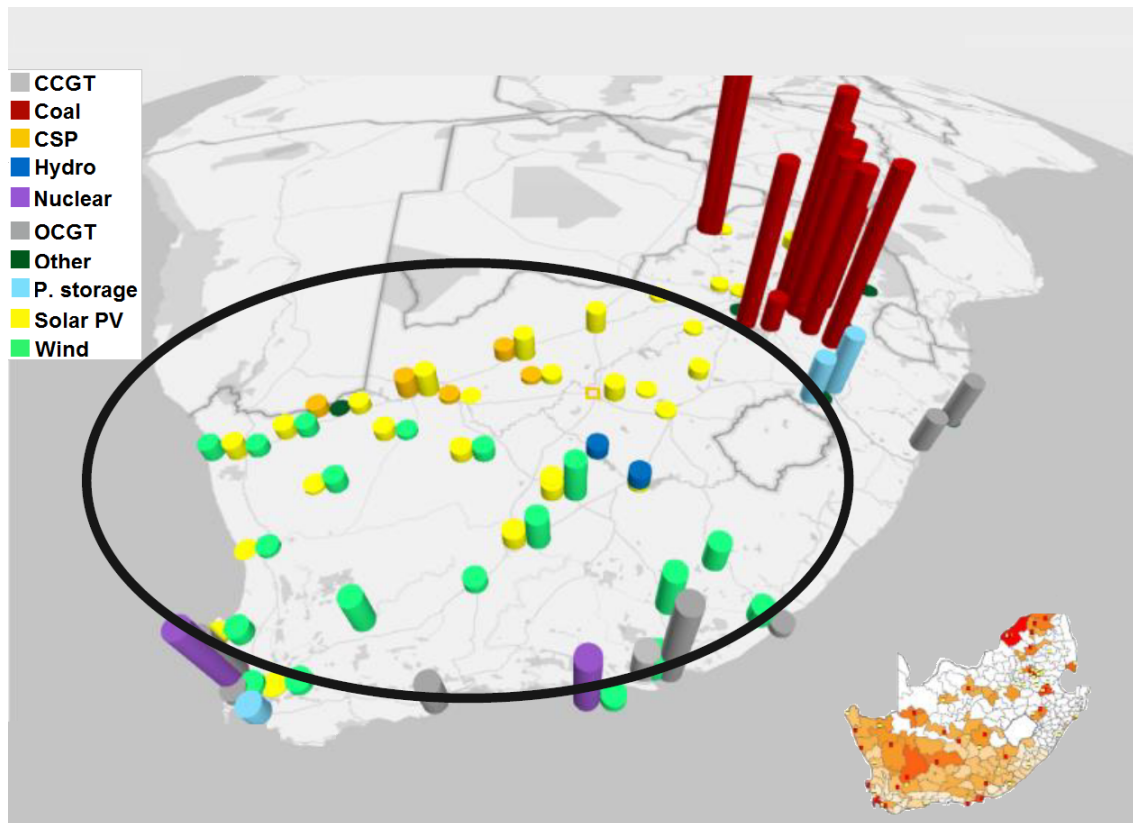 CCGT
Coal
CSP
Hydro
Nuclear
OCGT
Other
P. storage
Solar PV
Wind